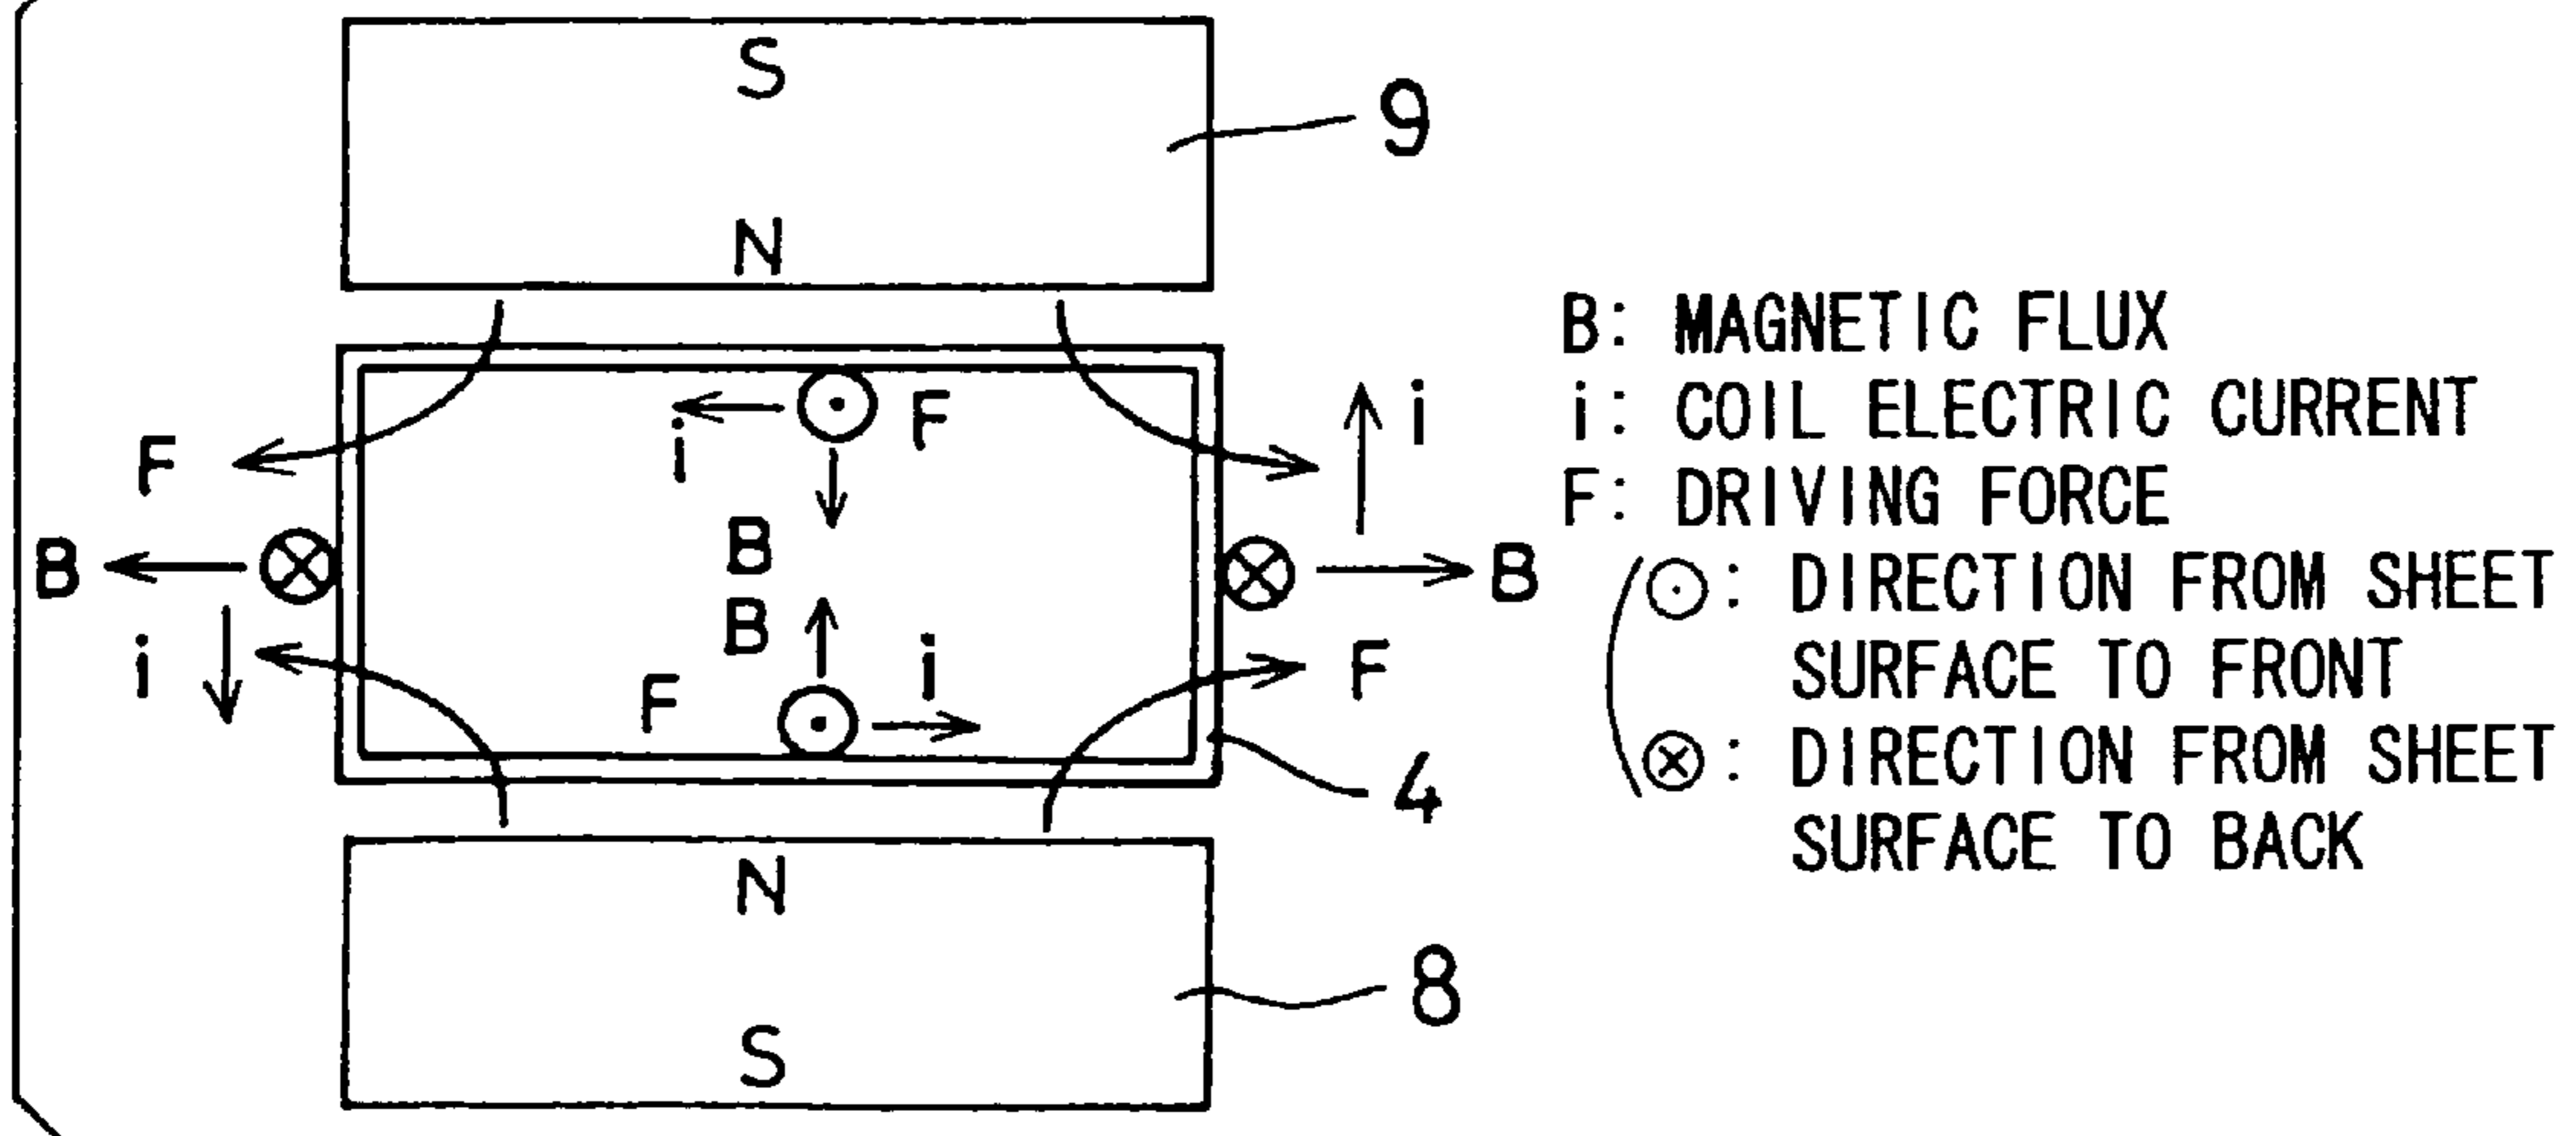 S
9
N
i
F
F
i
B
B
B
B
i
F
i
F
4
N
8
S
B: MAGNETIC FLUX
i: COIL ELECTRIC CURRENT
F: DRIVING FORCE
⊙: DIRECTION FROM SHEET
SURFACE TO FRONT
⊗: DIRECTION FROM SHEET
SURFACE TO BACK